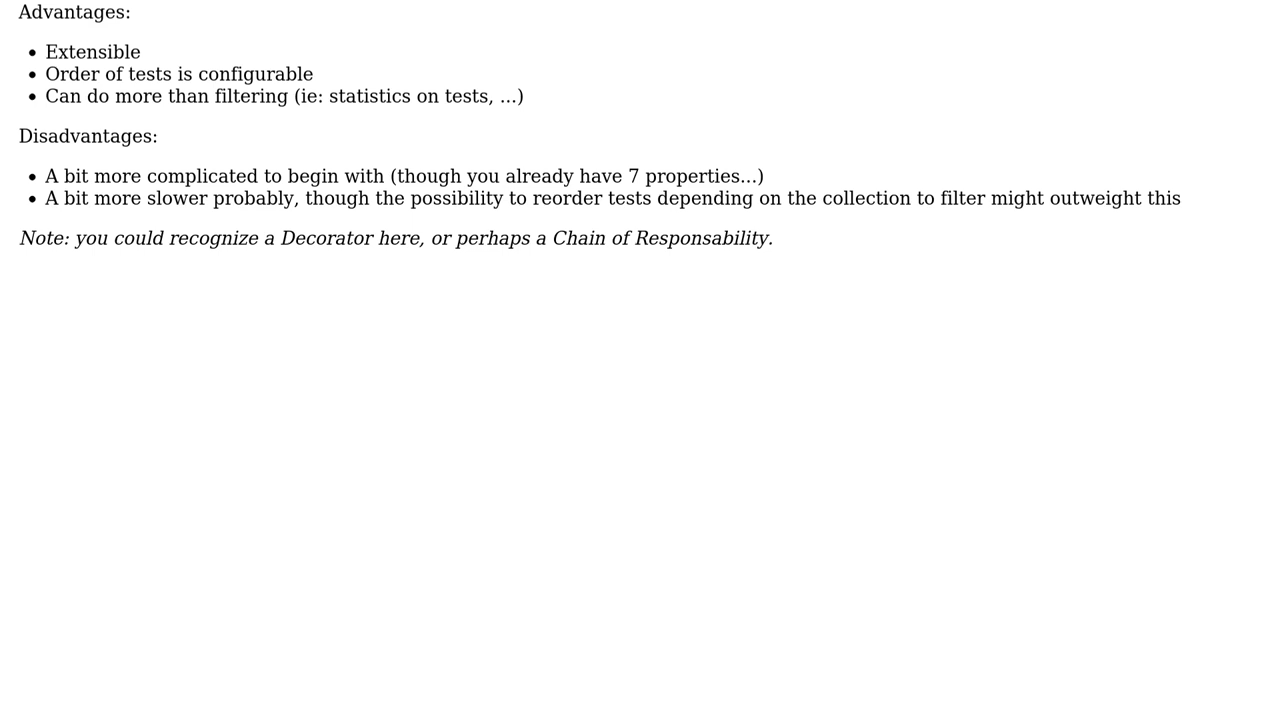 Advantages:
• Extensible
• Order of tests is configurable
• Can do more than filtering (ie: statistics on tests, ...)
Disadvantages:
• A bit more complicated to begin with (though you already have 7 properties...)
• A bit more slower probably, though the possibility to reorder tests depending on the collection to filter might outweight this
Note: you could recognize a Decorator here, or perhaps a Chain of Responsability.